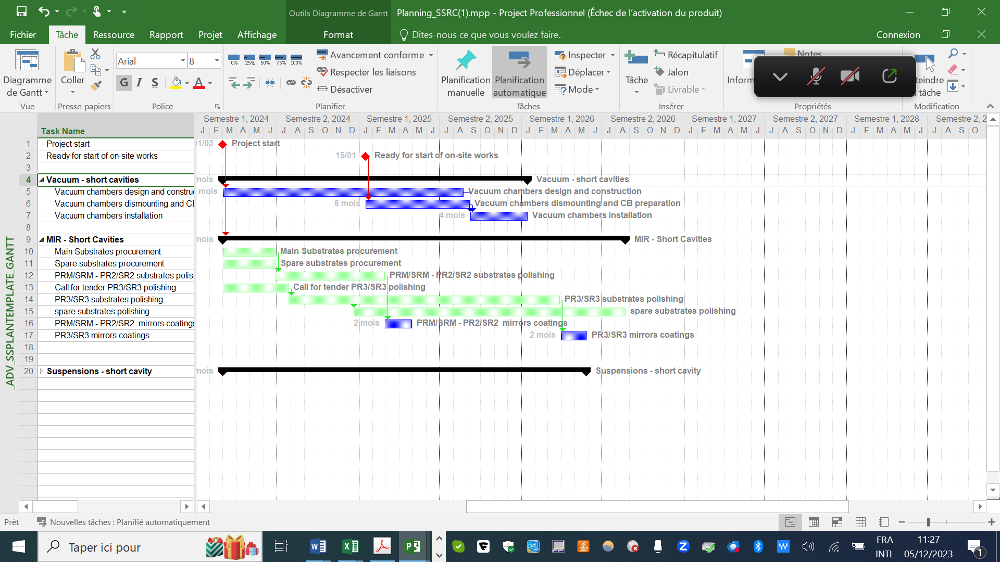 Outils Diagramme de Gantt
Planning_SSRC(1).mpp - Project Professionnel (Échec de l'activation du produit)
Fichier
Tâche
Ressource
Rapport
Projet
Affichage
Format
Dites-nous ce que vous voulez faire..
Connexion
Diagramme
de Gantt
Vue
Coller
Presse-papiers
Arial
8
G I S
A
Police
0% 25% 50% 75% 100%
Avancement conforme
Respecter les liaisons
Désactiver
Planifier
Planification
manuelle
Planification
automatique
Inspecter
Déplacer
Mode
Tâches
Tâche
Récapitulatif
Jalon
Livrable
Insérer
Notes
Inform
Propriétés
teindre
tâche
Modification
_ADV_SSPLANTEMPLATE_GANTT
Task Name
Semestre 1, 2024
Semestre 2, 2024
Semestre 1, 2025
Semestre 2, 2025
Semestre 1, 2026
Semestre 2, 2026
Semestre 1, 2027
Semestre 2, 2027
Semestre 1, 2028
Semestre 2, 2
J F M A M J J A S O N D J F M A M J J A S O N D J F M A M J J A S O N D J F M A M J J A S O N D J F M A M J J A S O
1 Project start
1/03 Project start
2 Ready for start of on-site works
15/01 Ready for start of on-site works
3
4 Vacuum - short cavities
mois Vacuum - short cavities
5 Vacuum chambers design and constru
mois Vacuum chambers design and construction
6 Vacuum chambers dismounting and CI
8 mois Vacuum chambers dismounting and CB preparation
7 Vacuum chambers installation
4 mois Vacuum chambers installation
8
9 MIR - Short Cavities
mois MIR - Short Cavities
10 Main Substrates procurement
Main Substrates procurement
11 Spare substrates procurement
Spare substrates procurement
12 PRM/SRM - PR2/SR2 substrates polis
PRM/SRM - PR2/SR2 substrates polishing
13 Call for tender PR3/SR3 polishing
Call for tender PR3/SR3 polishing
14 PR3/SR3 substrates polishing
PR3/SR3 substrates polishing
15 spare substrates polishing
spare substrates polishing
16 PRM/SRM - PR2/SR2 mirrors coatings
2 mois PRM/SRM - PR2/SR2 mirrors coatings
17 PR3/SR3 mirrors coatings
2 mois PR3/SR3 mirrors coatings
18
19
20 Suspensions - short cavity
mois Suspensions - short cavity
Prêt
Nouvelles tâches : Planifié automatiquement
Taper ici pour
FRA
INTL
11:27
05/12/2023
1